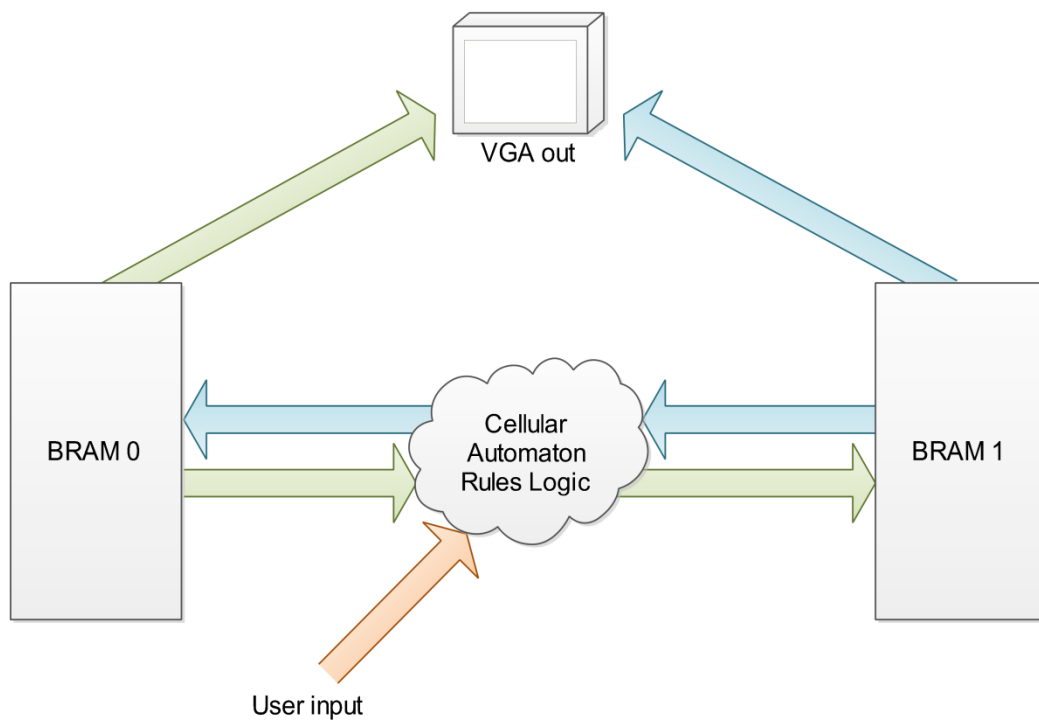 VGA out
BRAM 0
Cellular
Automaton
Rules Logic
BRAM 1
User input